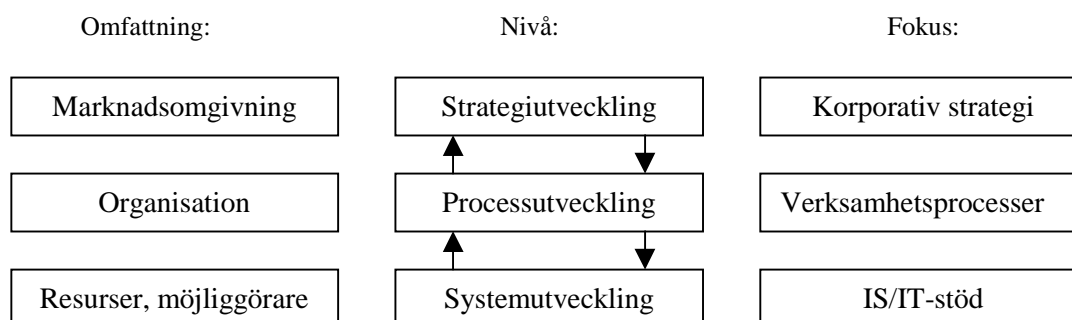 Omfattning: Nivå: Fokus:
Marknadsomgivning Strategiutveckling Korporativ strategi
Organisation Processutveckling Verksamhetsprocesser
Resurser, möjliggörare Systemutveckling IS/IT-stöd